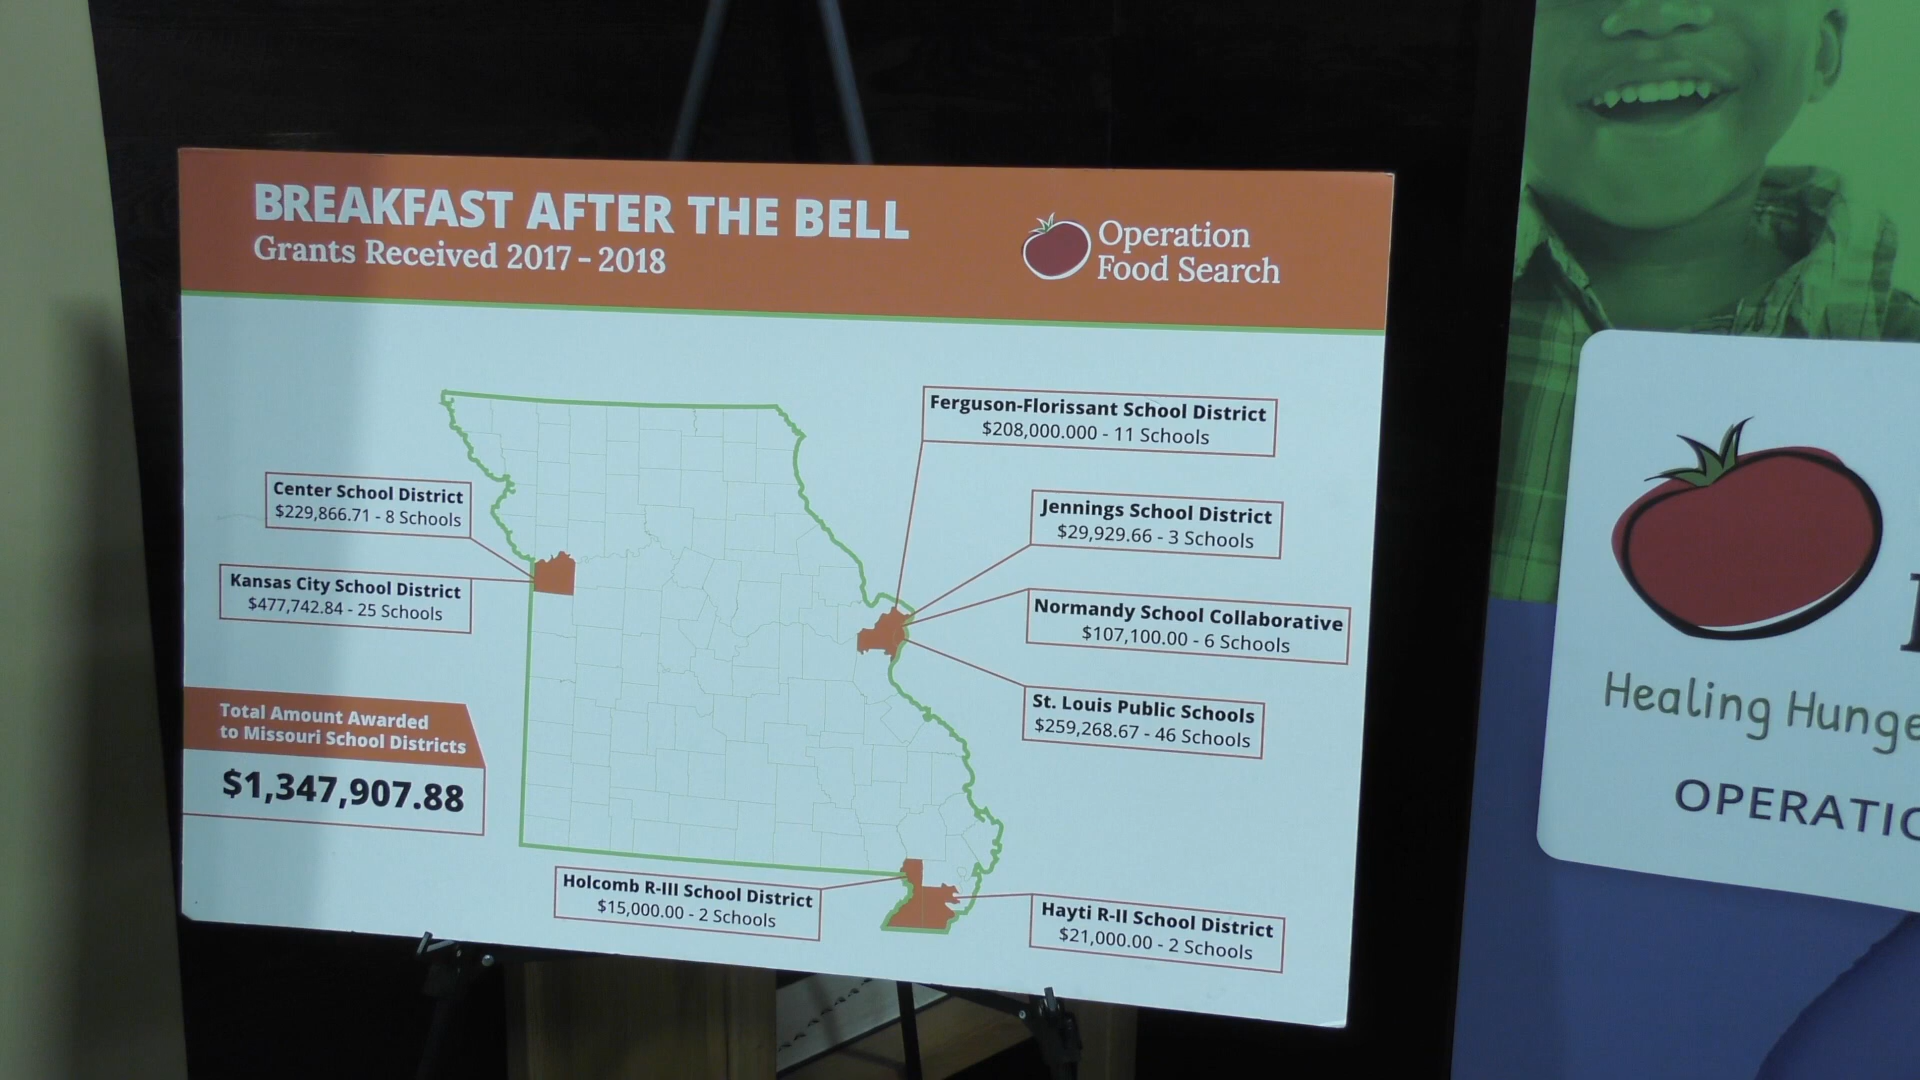 BREAKFAST AFTER THE BELL
Grants Received 2017 - 2018
Operation
Food Search
Ferguson-Florissant School District
$208,000.000 - 11 Schools
Center School District
$229,866.71 - 8 Schools
Jennings School District
$29,929.66 - 3 Schools
Kansas City School District
$477,742.84 - 25 Schools
Normandy School Collaborative
$107,100.00 - 6 Schools
St. Louis Public Schools
$259,268.67 - 46 Schools
Total Amount Awarded
to Missouri School Districts
$1,347,907.88
Holcomb R-III School District
$15,000.00 - 2 Schools
Hayti R-II School District
$21,000.00 - 2 Schools
Healing